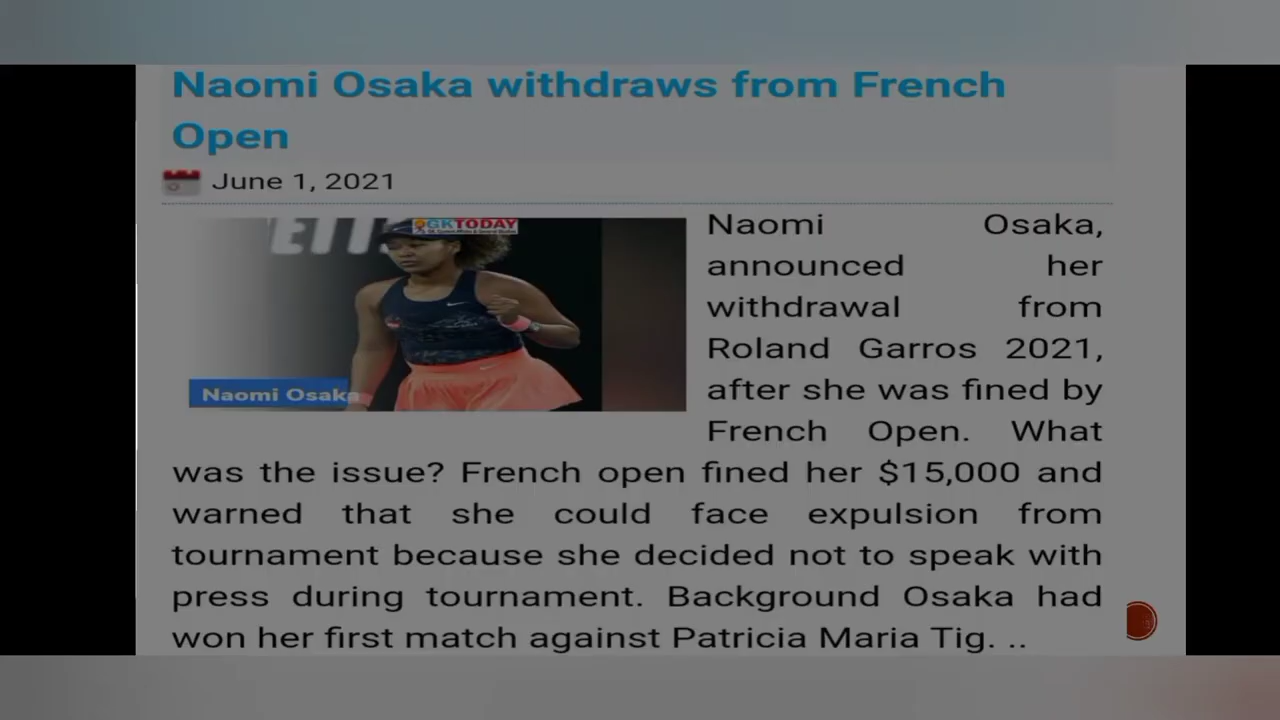 Naomi Osaka withdraws from French
Open
June 1, 2021
GKTODAY
Naomi Osaka
Naomi Osaka,
announced her
withdrawal from
Roland Garros 2021,
after she was fined by
French Open. What
was the issue? French open fined her $15,000 and
warned that she could face expulsion from
tournament because she decided not to speak with
press during tournament. Background Osaka had
won her first match against Patricia Maria Tig. ..